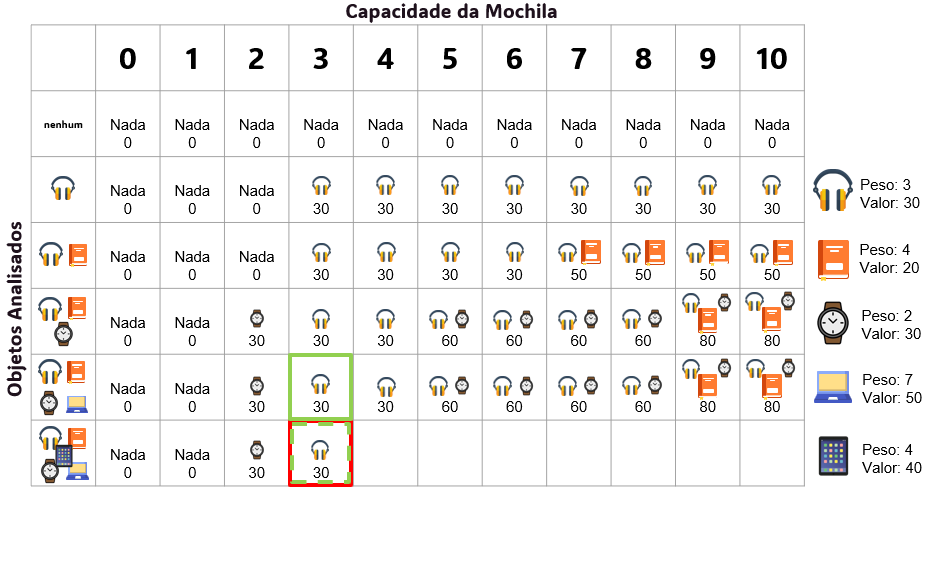 Capacidade da Mochila
0 1 2 3 4 5 6 7 8 9 10
Objetos Analisados
nenhum
Nada Nada Nada Nada Nada Nada Nada Nada Nada Nada Nada
0 0 0 0 0 0 0 0 0 0 0
Nada Nada Nada
0 0 0 30 30 30 30 30 30 30 30
Peso: 3
Valor: 30
Nada Nada Nada
0 0 0 30 30 30 30 50 50 50 50
Peso: 4
Valor: 20
Nada Nada
0 0 30 30 30 60 60 60 60 80 80
Peso: 2
Valor: 30
Nada Nada
0 0 30 30 30 60 60 60 60 80 80
Peso: 7
Valor: 50
Nada Nada
0 0 30 30
Peso: 4
Valor: 40